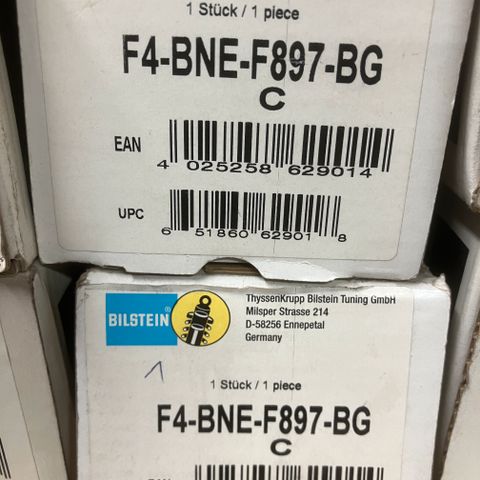 1 Stück / 1 piece
F4-BNE-F897-BG
C
EAN
4 025258 629014
UPC
6 51860 62901 8
BILSTEIN®
ThyssenKrupp Bilstein Tuning GmbH
Milsper Strasse 214
D-58256 Ennepetal
Germany
1
1 Stück / 1 piece
F4-BNE-F897-BG
C